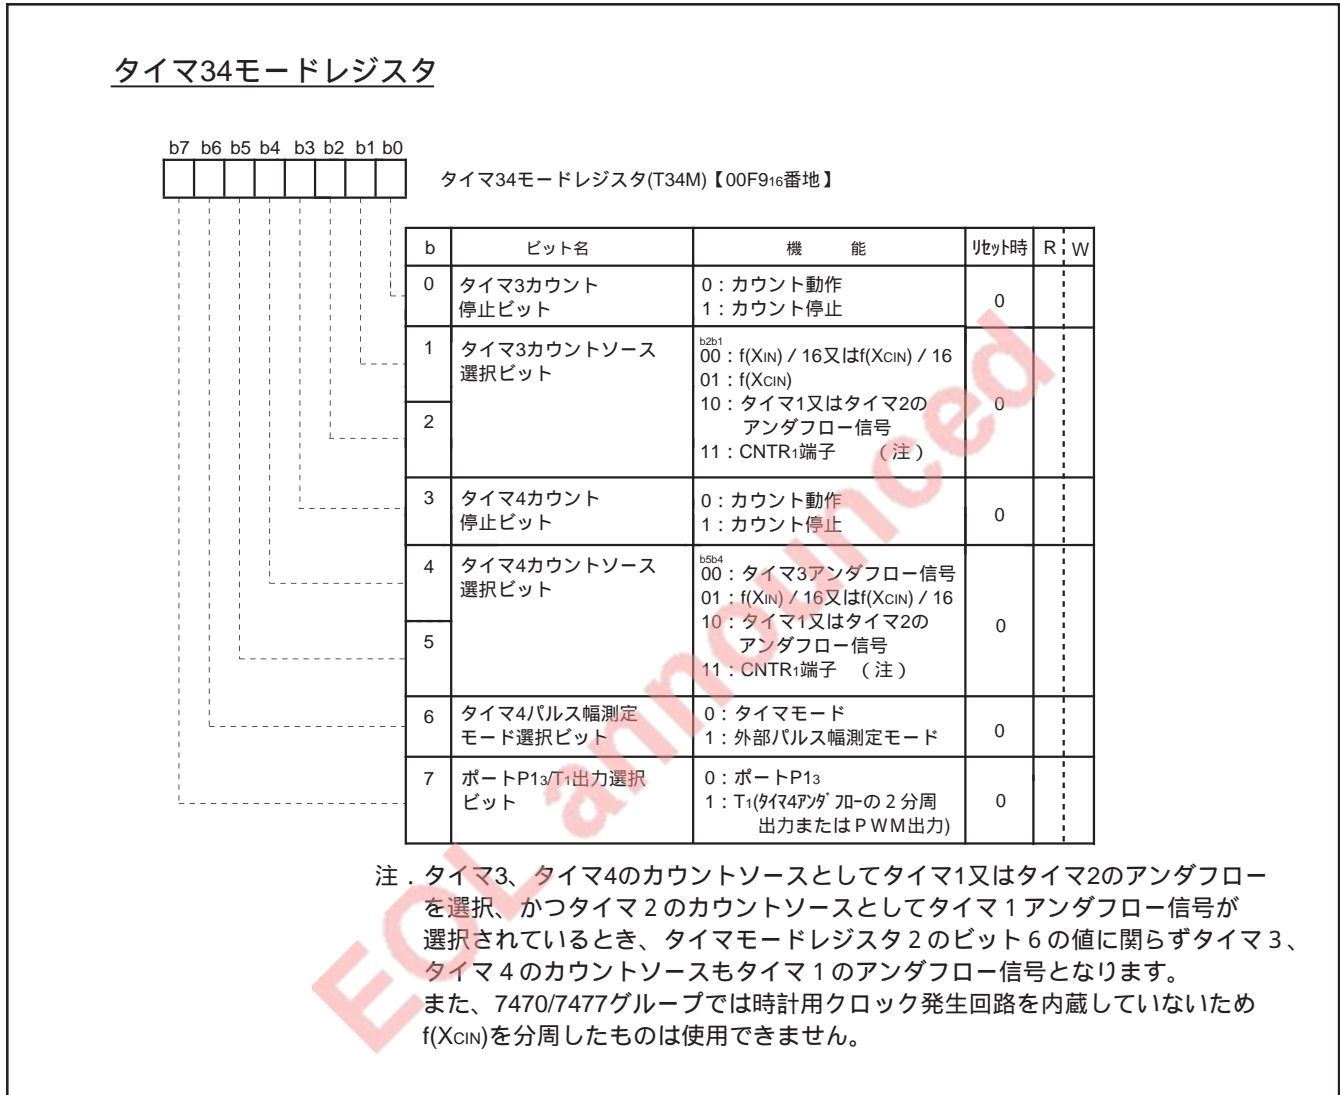 タイマ34モードレジスタ
b7 b6 b5 b4 b3 b2 b1 b0
タイマ34モードレジスタ(T34M)【00F916番地】
b ビット名 機 能 リセット時 R W
0 タイマ3カウント 0:カウント動作
停止ビット 1:カウント停止 0
1 タイマ3カウントソース b2b1
選択ビット 00:f(XIN) / 16又はf(XCIN) / 16
01:f(XCIN)
2 10:タイマ1又はタイマ2の 0
アンダフロー信号
11:CNTR1端子 (注)
3 タイマ4カウント 0:カウント動作
停止ビット 1:カウント停止 0
4 タイマ4カウントソース b5b4
選択ビット 00:タイマ3アンダフロー信号
01:f(XIN) / 16又はf(XCIN) / 16
5 10:タイマ1又はタイマ2の 0
アンダフロー信号
11:CNTR1端子 (注)
6 タイマ4パルス幅測定 0:タイマモード
モード選択ビット 1:外部パルス幅測定モード 0
7 ポートP13/T1出力選択 0:ポートP13
ビット 1:T1(タイマ4アンダフローの2分周 0
出力またはPWM出力)
注.タイマ3、タイマ4のカウントソースとしてタイマ1又はタイマ2のアンダフロー
を選択、かつタイマ2のカウントソースとしてタイマ1アンダフロー信号が
選択されているとき、タイマモードレジスタ2のビット6の値に関らずタイマ3、
タイマ4のカウントソースもタイマ1のアンダフロー信号となります。
また、7470/7477グループでは時計用クロック発生回路を内蔵していないため
f(XCIN)を分周したものは使用できません。
EOL announced